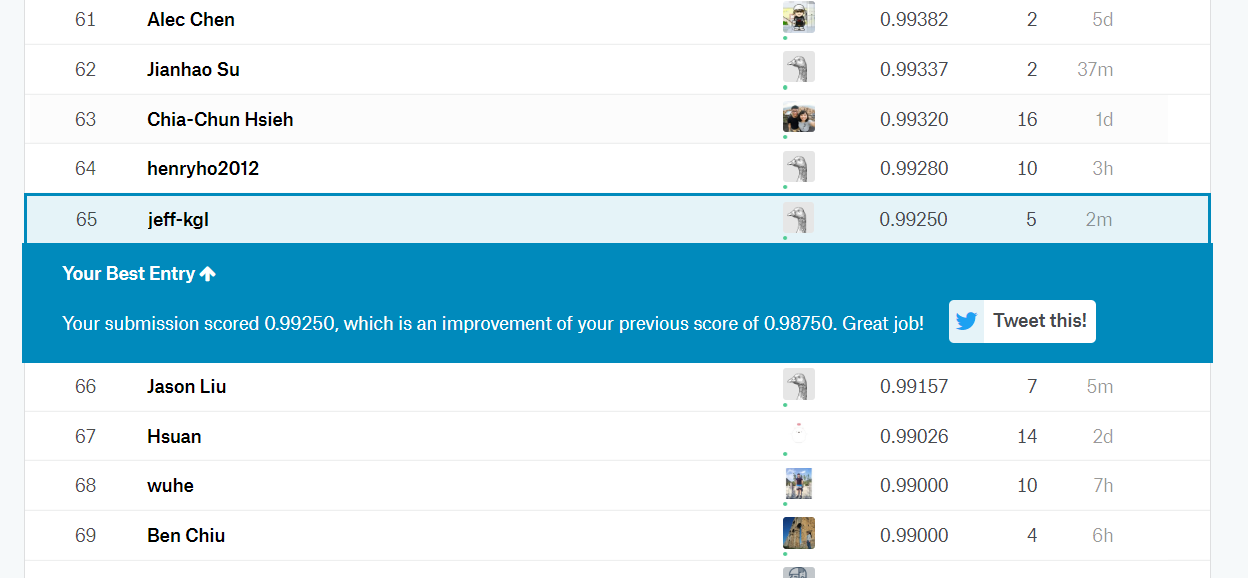 61 Alec Chen 0.99382 2 5d
62 Jianhao Su 0.99337 2 37m
63 Chia-Chun Hsieh 0.99320 16 1d
64 henryho2012 0.99280 10 3h
65 jeff-kgl 0.99250 5 2m
Your Best Entry
Your submission scored 0.99250, which is an improvement of your previous score of 0.98750. Great job! Tweet this!
66 Jason Liu 0.99157 7 5m
67 Hsuan 0.99026 14 2d
68 wuhe 0.99000 10 7h
69 Ben Chiu 0.99000 4 6h